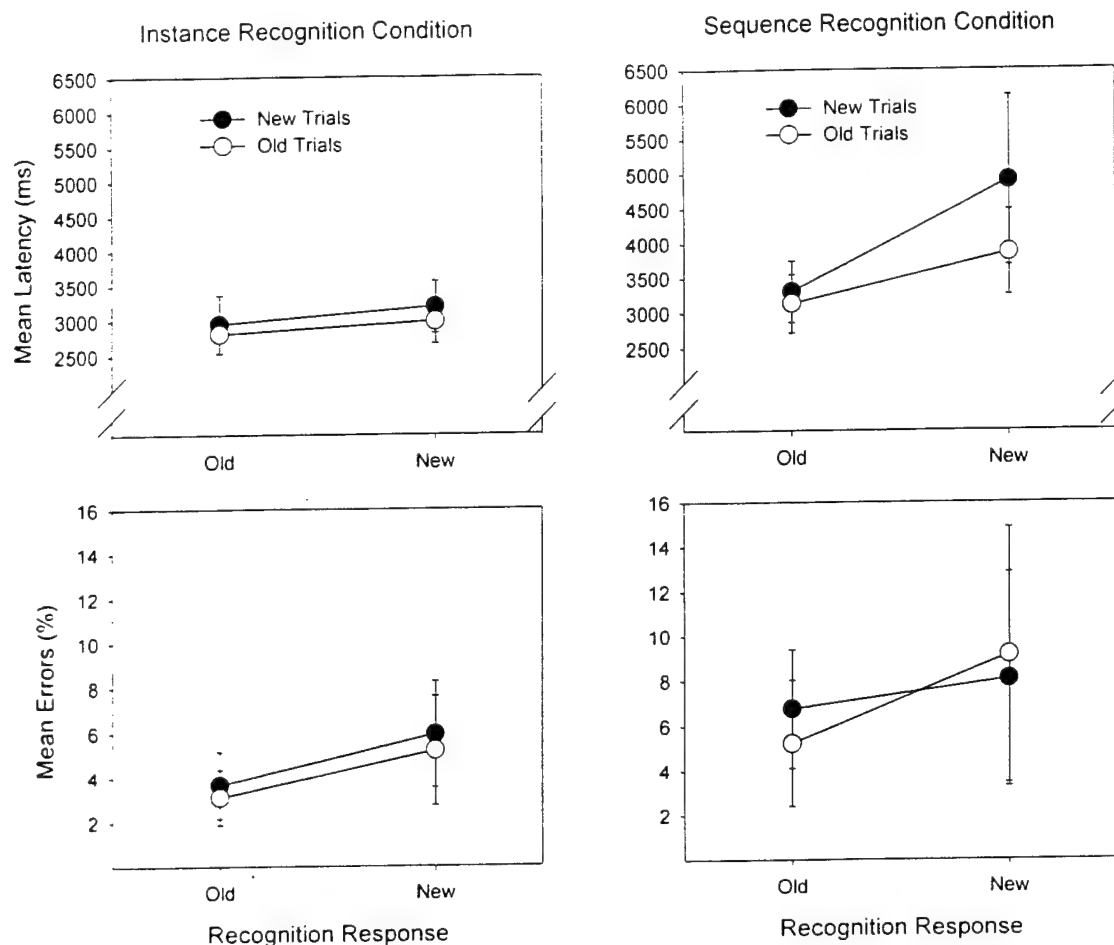 Instance Recognition Condition
Mean Latency (ms)
6500
6000
5500
5000
4500
4000
3500
3000
2500
New Trials
Old Trials
Old
New
Sequence Recognition Condition
6500
6000
5500
5000
4500
4000
3500
3000
2500
New Trials
Old Trials
Old
New
Mean Errors (%)
16
14
12
10
8
6
4
2
Old
New
Recognition Response
16
14
12
10
8
6
4
2
Old
New
Recognition Response